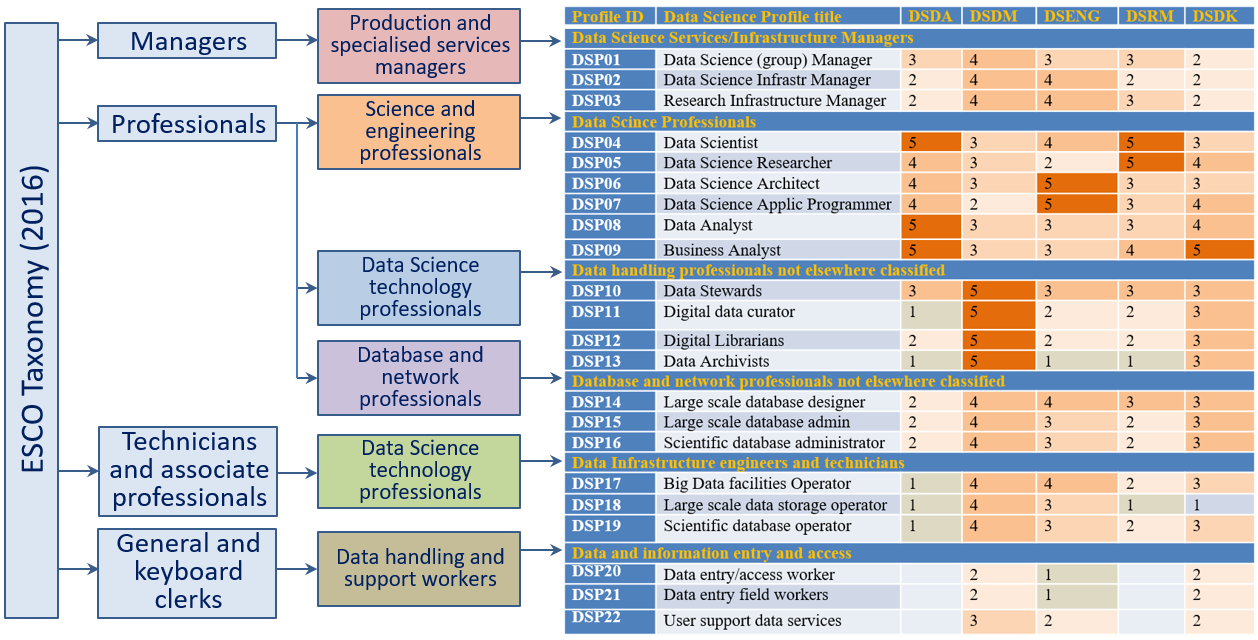 ESCO Taxonomy (2016)
Managers
Professionals
Technicians
and associate
professionals
General and
keyboard
clerks
Production and
specialised services
managers
Science and
engineering
professionals
Data Science
technology
professionals
Database and
network
professionals
Data Science
technology
professionals
Data handling and
support workers
Profile ID Data Science Profile title DSDA DSDM DSENG DSRM DSDK
Data Science Services/Infrastructure Managers
DSP01 Data Science (group) Manager 3 4 3 3 2
DSP02 Data Science Infrastr Manager 2 4 4 2 2
DSP03 Research Infrastructure Manager 2 4 4 3 2
Data Scince Professionals
DSP04 Data Scientist 5 3 4 5 3
DSP05 Data Science Researcher 4 3 2 5 4
DSP06 Data Science Architect 4 3 5 3 3
DSP07 Data Science Applic Programmer 4 2 5 3 4
DSP08 Data Analyst 5 3 3 3 4
DSP09 Business Analyst 5 3 3 4 5
Data handling professionals not elsewhere classified
DSP10 Data Stewards 3 5 3 3 3
DSP11 Digital data curator 1 5 2 2 3
DSP12 Digital Librarians 2 5 2 2 3
DSP13 Data Archivists 1 5 1 1 3
Database and network professionals not elsewhere classified
DSP14 Large scale database designer 2 4 4 3 3
DSP15 Large scale database admin 2 4 3 2 3
DSP16 Scientific database administrator 2 4 3 2 3
Data Infrastructure engineers and technicians
DSP17 Big Data facilities Operator 1 4 4 2 3
DSP18 Large scale data storage operator 1 4 3 1 1
DSP19 Scientific database operator 1 4 3 2 3
Data and information entry and access
DSP20 Data entry/access worker 2 1 2
DSP21 Data entry field workers 2 1 2
DSP22 User support data services 3 2 2